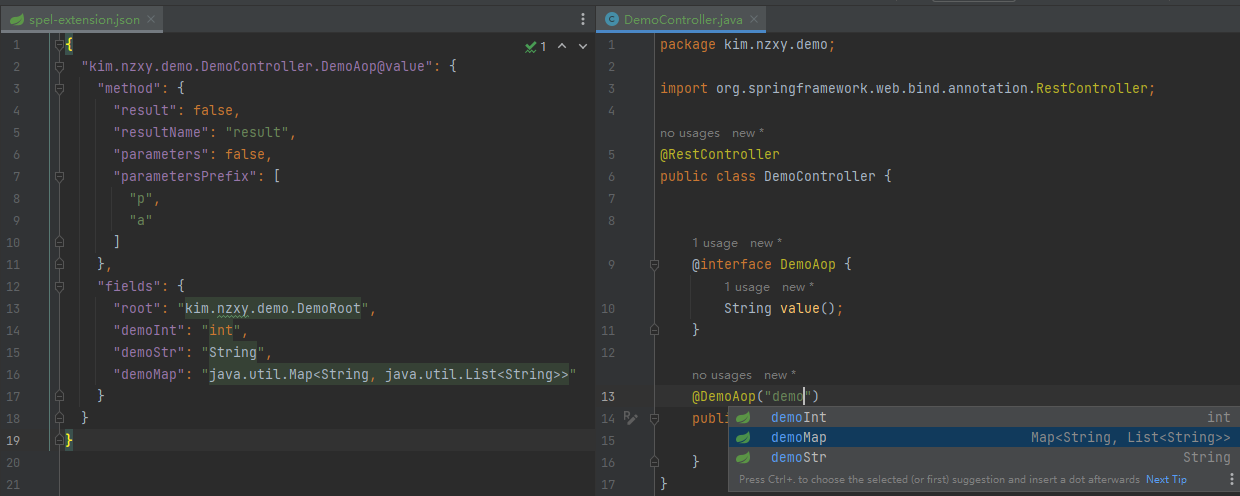 spel-extension.json
1 {
2 "kim.nzxy.demo.DemoController.DemoAop@value": {
3 "method": {
4 "result": false,
5 "resultName": "result",
6 "parameters": false,
7 "parametersPrefix": [
8 "p",
9 "a"
10 ]
11 },
12 "fields": {
13 "root": "kim.nzxy.demo.DemoRoot",
14 "demoInt": "int",
15 "demoStr": "String",
16 "demoMap": "java.util.Map<String, java.util.List<String>>"
17 }
18 }
19 }
20
21
1
DemoController.java
1 package kim.nzxy.demo;
2
3 import org.springframework.web.bind.annotation.RestController;
4
no usages new *
5 @RestController
6 public class DemoController {
7
8
1 usage new *
9 @interface DemoAop {
1 usage new *
10 String value();
11 }
12
no usages new *
13 @DemoAop("demo")
14 publi
15
16 }
17 }
demoInt int
demoMap Map<String, List<String>>
demoStr String
Press Ctrl+, to choose the selected (or first) suggestion and insert a dot afterwards Next Tip